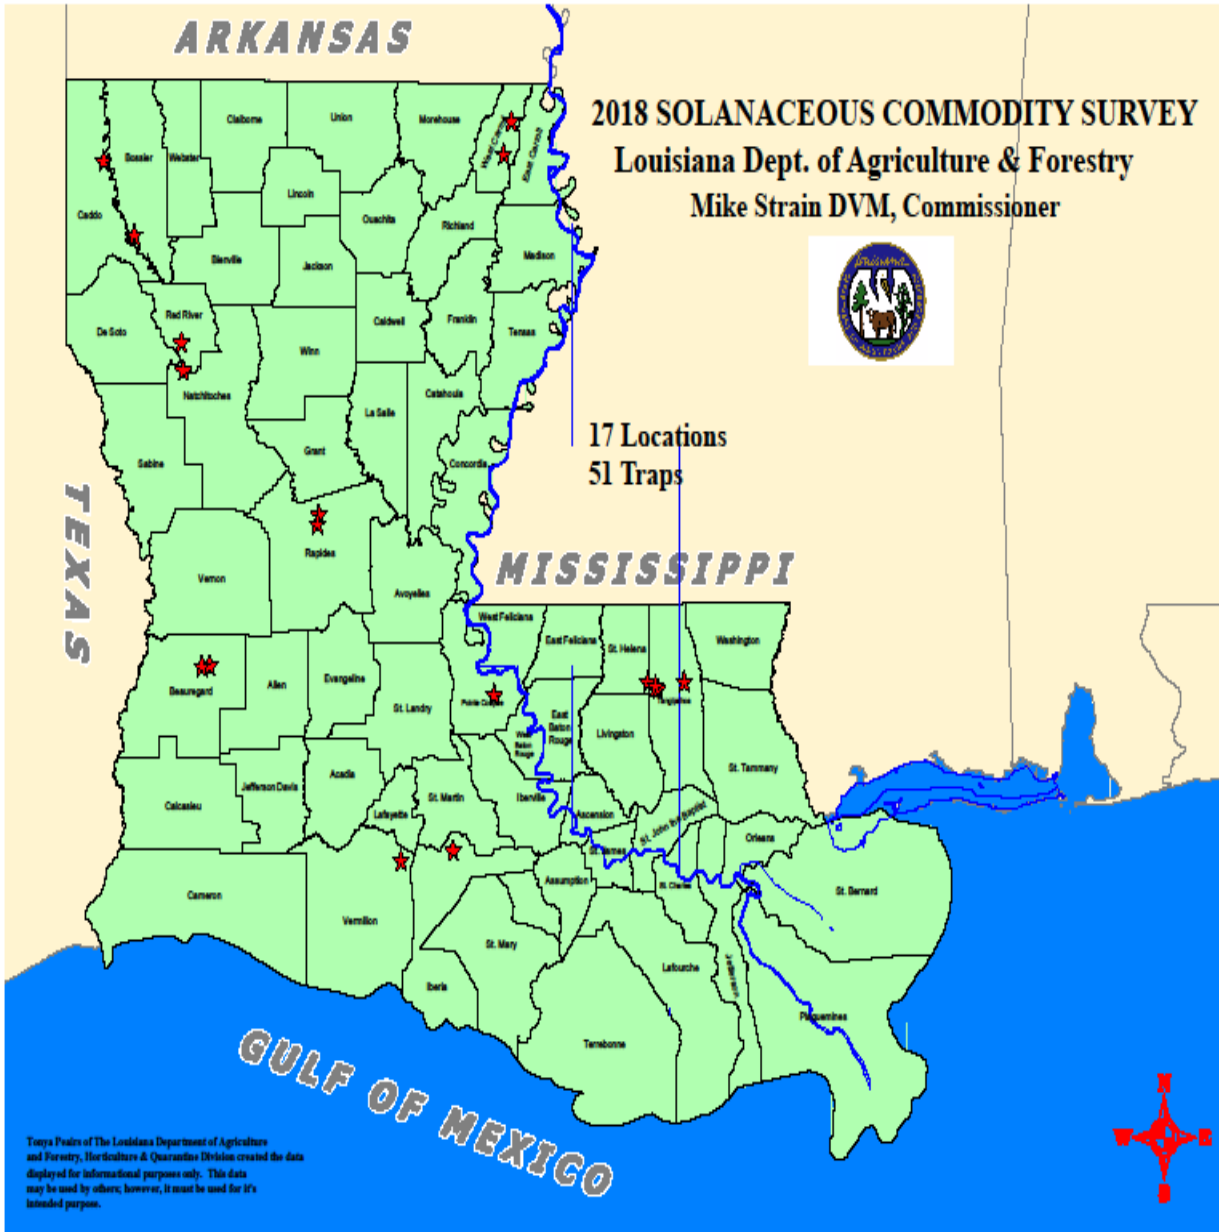 ARKANSAS
2018 SOLANACEOUS COMMODITY SURVEY
Louisiana Dept. of Agriculture & Forestry
Mike Strain DVM, Commissioner
Claiborne
Union
Morehouse
West Carroll
East Carroll
Bossier
Webster
Lincoln
Caddo
Ouachita
Richland
Madison
Bienville
Jackson
Red River
De Soto
Caldwell
Franklin
Tensas
Winn
Natchitoches
Catahoula
La Salle
17 Locations
51 Traps
Grant
Sabine
Concordia
TEXAS
Rapides
MISSISSIPPI
Vernon
Avoyelles
West Feliciana
East Feliciana
St. Helena
Washington
Beauregard
Allen
Evangeline
St. Landry
Pointe Coupee
Tangipahoa
East
Baton
Rouge
West
Baton
Rouge
Livingston
St. Tammany
Calcasieu
Jefferson Davis
Acadia
Lafayette
St. Martin
Iberville
Ascension
St. John the Baptist
Orleans
St. James
St. Charles
Assumption
St. Bernard
Cameron
Vermilion
St. Mary
Iberia
Lafourche
Jefferson
Plaquemines
Terrebonne
GULF OF MEXICO
N
W E
S
Tonya Peairs of The Louisiana Department of Agriculture
and Forestry, Horticulture & Quarantine Division created the data
displayed for informational purposes only. This data
may be used by others; however, it must be used for it's
intended purpose.